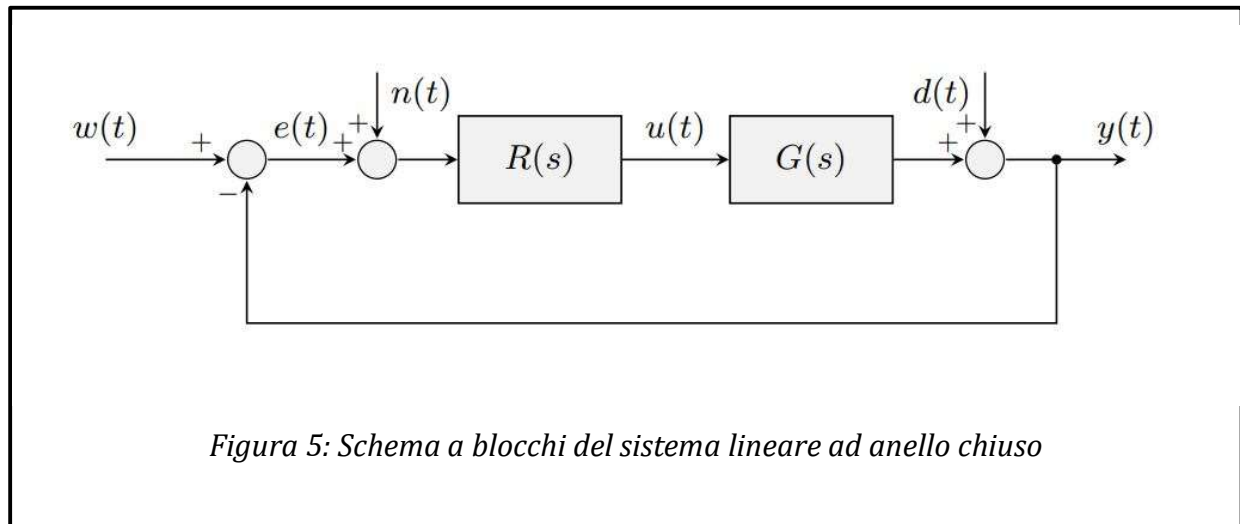 n(t)
d(t)
w(t)
+
e(t)
+
+
R(s)
u(t)
G(s)
+
+
y(t)
−
Figura 5: Schema a blocchi del sistema lineare ad anello chiuso